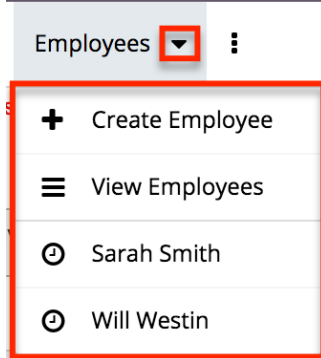 Employees
Create Employee
View Employees
Sarah Smith
Will Westin